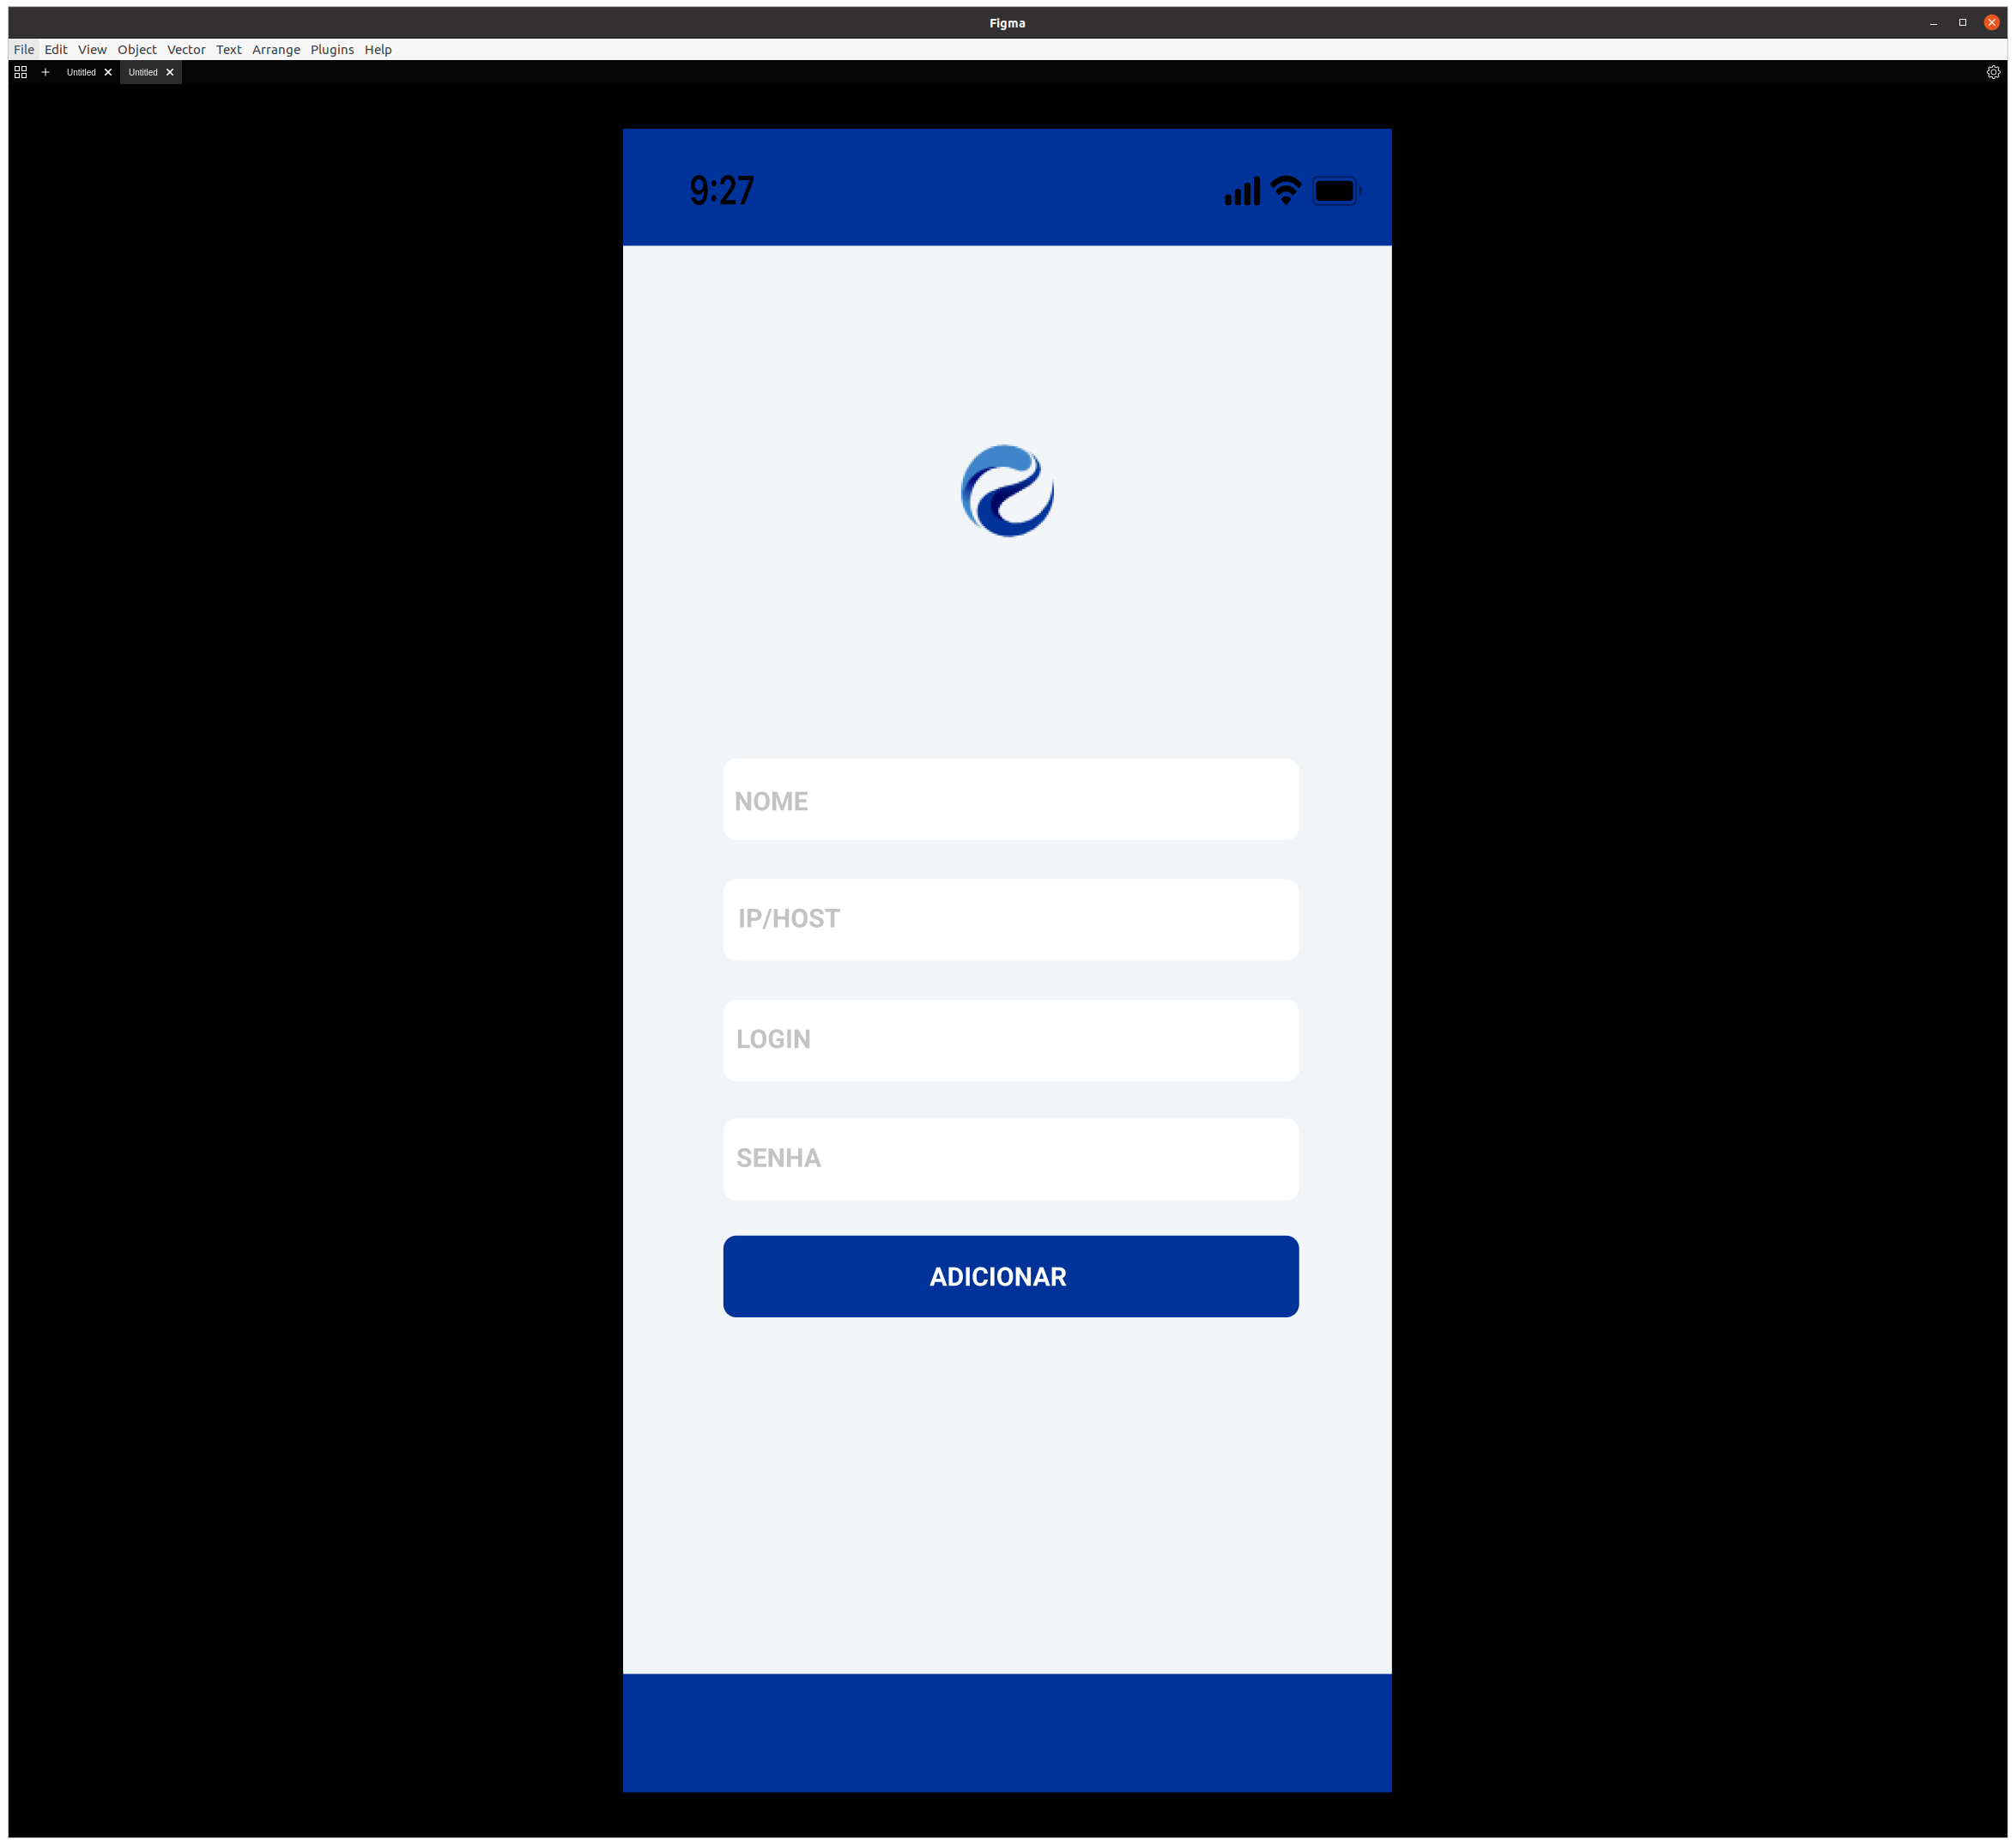 Figma
File Edit View Object Vector Text Arrange Plugins Help
Untitled Untitled
9:27
NOME
IP/HOST
LOGIN
SENHA
ADICIONAR